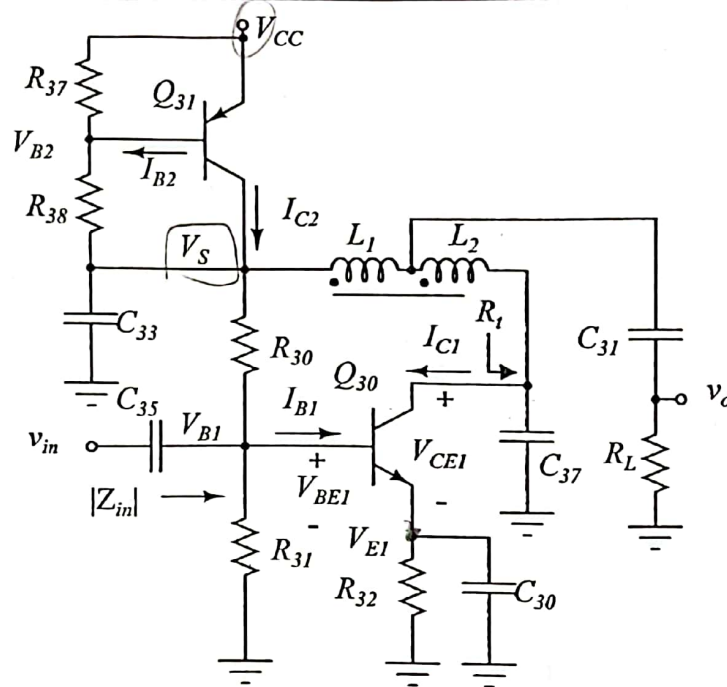 V_CC
R_37
Q_31
V_B2
I_B2
R_38
I_C2
V_S
L_1 L_2
C_33
R_30
I_C1
R_t
C_31
Q_30
C_35
V_B1
I_B1
v_in
+
+
v_o
|Z_in|
V_BE1
V_CE1
C_37
R_L
-
-
R_31
V_E1
R_32
C_30